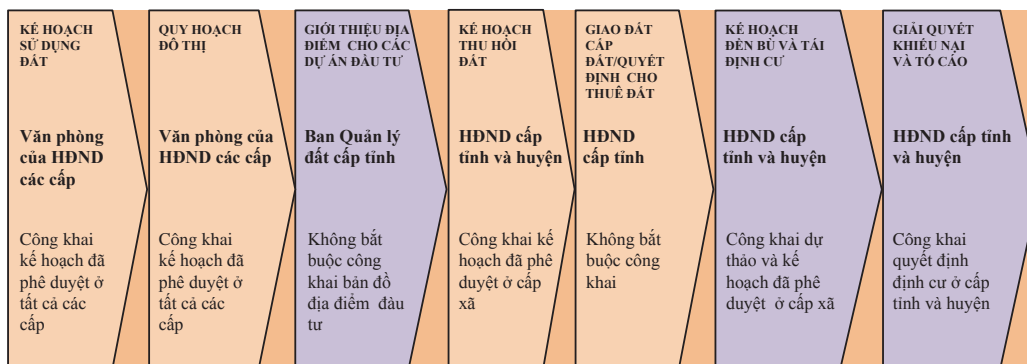 KẾ HOẠCH
SỬ DỤNG
ĐẤT
Văn phòng
của HĐND
các cấp
Công khai
kế hoạch đã
phê duyệt ở
tất cả các
cấp
QUY HOẠCH
ĐÔ THỊ
Văn phòng của
HĐND các cấp
Công khai
kế hoạch đã
phê duyệt ở
tất cả các
cấp
GIỚI THIỆU ĐỊA
ĐIỂM CHO CÁC
DỰ ÁN ĐẦU TƯ
Ban Quản lý
đất cấp tỉnh
Không bắt
buộc công
khai bản đồ
địa điểm đầu
tư
KẾ HOẠCH
THU HỒI
ĐẤT
HĐND cấp
tỉnh và huyện
Công khai kế
hoạch đã phê
duyệt ở cấp
xã
GIAO ĐẤT
CẤP
ĐẤT/QUYẾT
ĐỊNH CHO
THUÊ ĐẤT
HĐND
cấp tỉnh
Không bắt
buộc công
khai
KẾ HOẠCH
ĐỀN BÙ VÀ TÁI
ĐỊNH CƯ
HĐND cấp
tỉnh và huyện
Công khai dự
thảo và kế
hoạch đã phê
duyệt ở cấp xã
GIẢI QUYẾT
KHIẾU NẠI
VÀ TỐ CÁO
HĐND cấp tỉnh
và huyện
Công khai
quyết định
định cư ở cấp
tỉnh và huyện